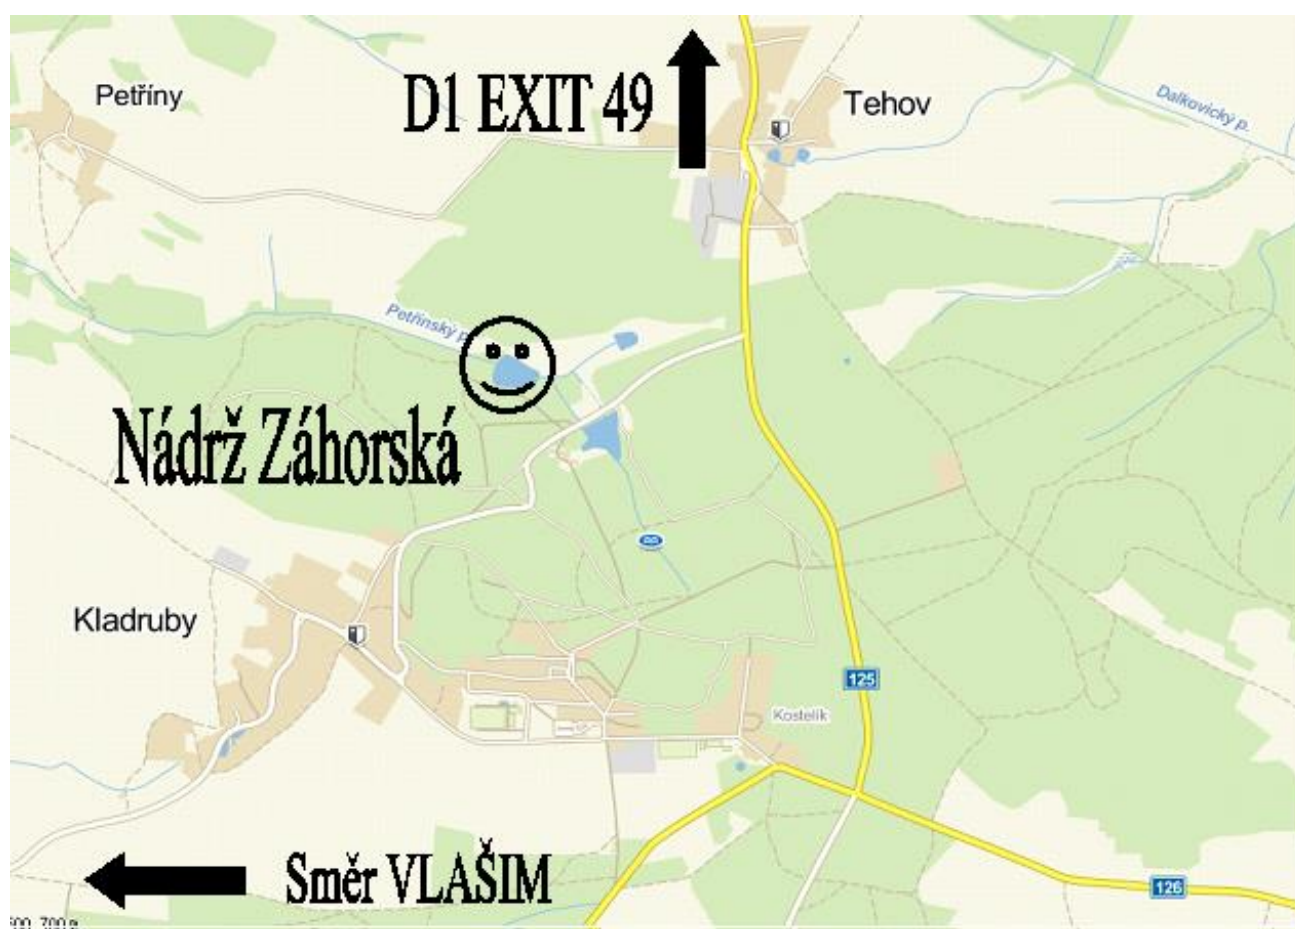 D1 EXIT 49
Petříny
Tehov
Dalkovický p.
Petřínský p.
Nádrž Záhorská
Kladruby
125
Kostelík
Směr VLAŠIM
126